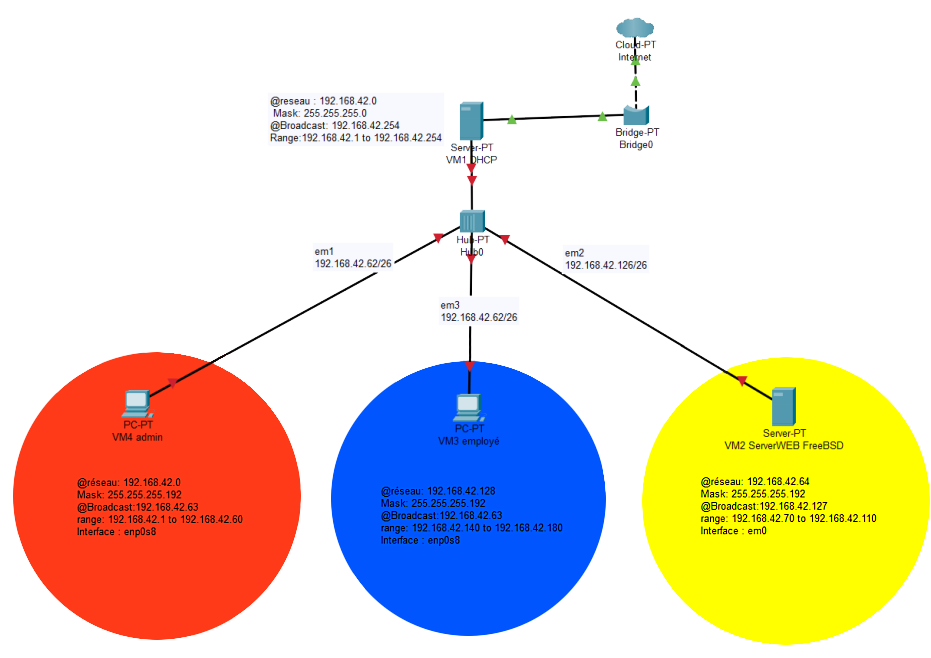 Cloud-PT
Internet
@reseau : 192.168.42.0
Mask: 255.255.255.0
@Broadcast: 192.168.42.254
Range:192.168.42.1 to 192.168.42.254
Server-PT
VM1 DHCP
Bridge-PT
Bridge0
Hub-PT
Hub0
em1
192.168.42.62/26
em2
192.168.42.126/26
em3
192.168.42.62/26
PC-PT
VM4 admin
PC-PT
VM3 employé
Server-PT
VM2 ServerWEB FreeBSD
@réseau: 192.168.42.0
Mask: 255.255.255.192
@Broadcast:192.168.42.63
range: 192.168.42.1 to 192.168.42.60
Interface : enp0s8
@réseau: 192.168.42.128
Mask: 255.255.255.192
@Broadcast:192.168.42.63
range: 192.168.42.140 to 192.168.42.180
Interface : enp0s8
@réseau: 192.168.42.64
Mask: 255.255.255.192
@Broadcast:192.168.42.127
range: 192.168.42.70 to 192.168.42.110
Interface : em0